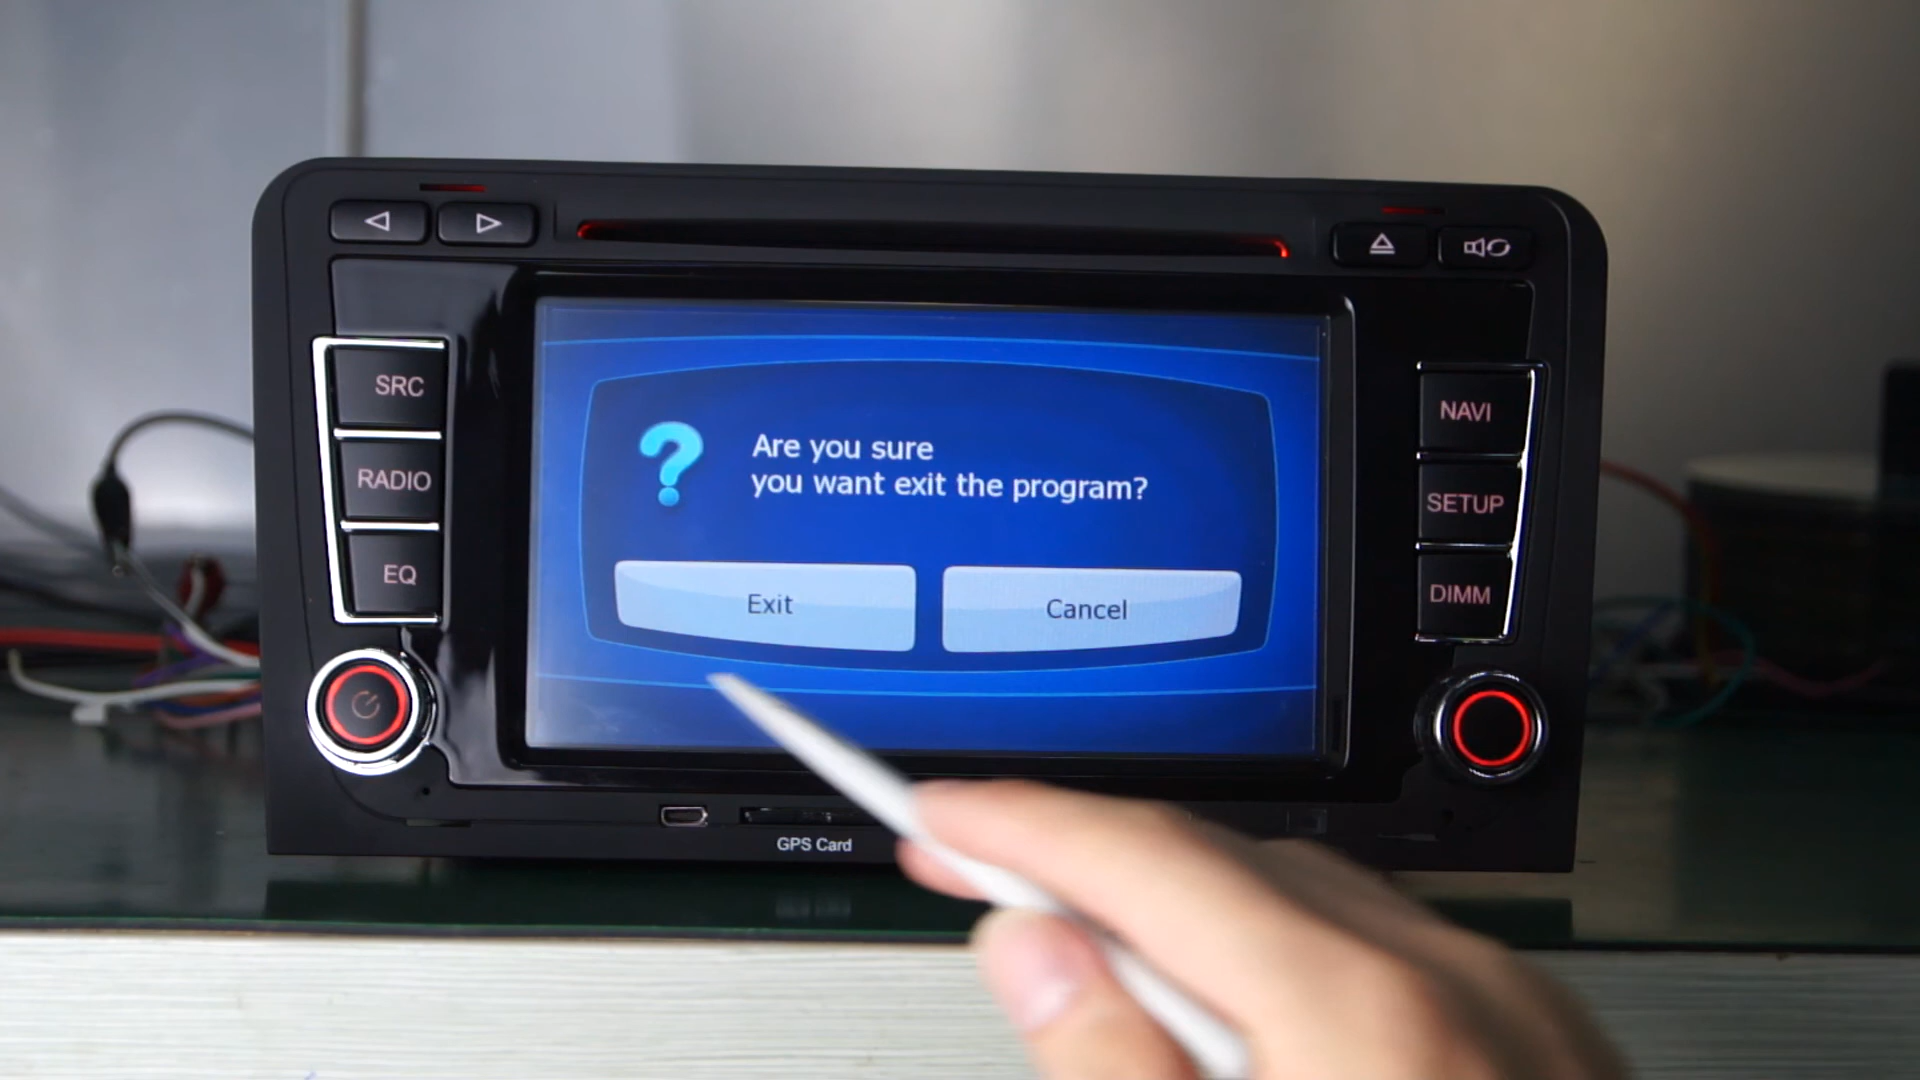 SRC
RADIO
EQ
Are you sure
you want exit the program?
Exit
Cancel
NAVI
SETUP
DIMM
GPS Card